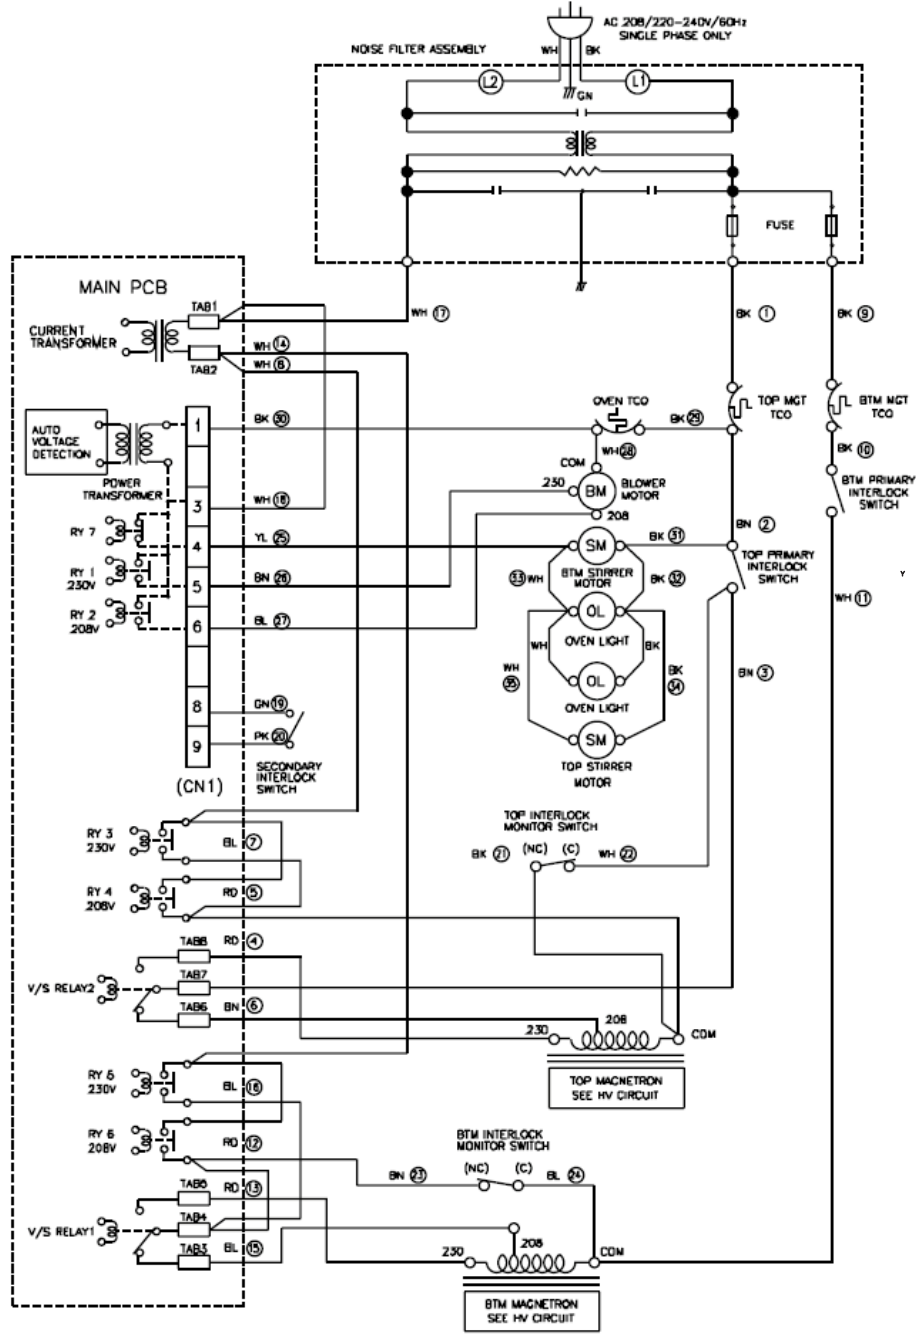 AC 208/220-240V/60Hz
SINGLE PHASE ONLY
NOISE FILTER ASSEMBLY
WH
BK
L2
L1
GN
FUSE
MAIN PCB
TAB1
CURRENT
TRANSFORMER
TAB2
WH 17
BK 1
BK 9
WH 14
WH 8
OVEN TCO
TOP MGT
TCO
BTM MGT
TCO
1
BK 30
BK 29
AUTO
VOLTAGE
DETECTION
WH 28
BK 10
COM
POWER
TRANSFORMER
.230
BM
BLOWER
MOTOR
BTM PRIMARY
INTERLOCK
SWITCH
3
WH 18
.208
RY 7
4
YL 25
SM
BK 31
BN 2
BTM STIRRER
MOTOR
TOP PRIMARY
INTERLOCK
SWITCH
Y
RY 1
230V
5
BN 26
33 WH
BK 32
WH 11
RY 2
208V
6
BL 27
OL
OVEN LIGHT
WH
BK
WH
35
OL
BK
34
BN 3
OVEN LIGHT
8
GN 19
9
PK 20
SM
SECONDARY
INTERLOCK
SWITCH
TOP STIRRER
MOTOR
(CN1)
TOP INTERLOCK
MONITOR SWITCH
RY 3
230V
BL 7
BK 21
(NC)
(C)
WH 22
RY 4
208V
RD 5
TAB8
RD 4
V/S RELAY2
TAB7
TAB6
BN 6
.230
.208
COM
RY 5
230V
BL 16
TOP MAGNETRON
SEE HV CIRCUIT
RY 6
208V
RD 12
BTM INTERLOCK
MONITOR SWITCH
BN 23
(NC)
(C)
BL 24
TAB5
RD 13
V/S RELAY1
TAB4
TAB3
BL 15
.230
.208
COM
BTM MAGNETRON
SEE HV CIRCUIT